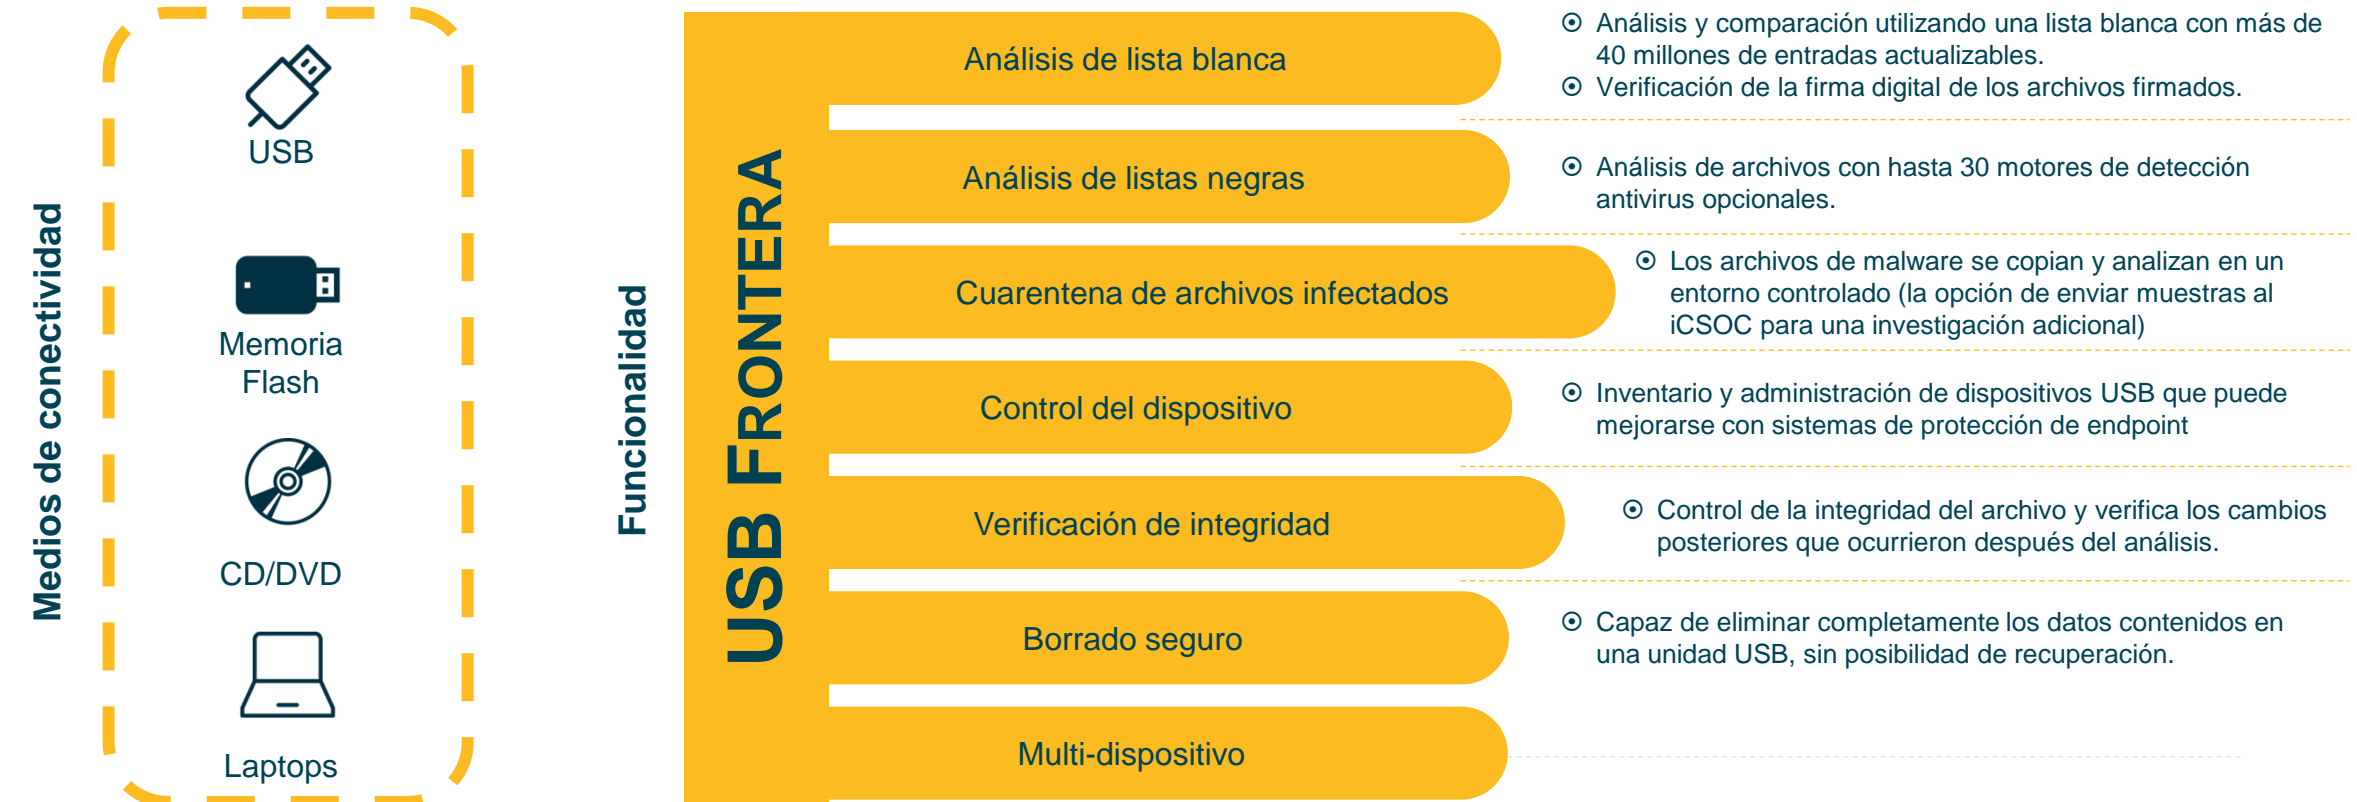 Medios de conectividad
USB
Memoria
Flash
CD/DVD
Laptops
Funcionalidad
USB FRONTERA
Análisis de lista blanca
Análisis y comparación utilizando una lista blanca con más de
40 millones de entradas actualizables.
Verificación de la firma digital de los archivos firmados.
Análisis de listas negras
Análisis de archivos con hasta 30 motores de detección
antivirus opcionales.
Cuarentena de archivos infectados
Los archivos de malware se copian y analizan en un
entorno controlado (la opción de enviar muestras al
iCSOC para una investigación adicional)
Control del dispositivo
Inventario y administración de dispositivos USB que puede
mejorarse con sistemas de protección de endpoint
Verificación de integridad
Control de la integridad del archivo y verifica los cambios
posteriores que ocurrieron después del análisis.
Borrado seguro
Capaz de eliminar completamente los datos contenidos en
una unidad USB, sin posibilidad de recuperación.
Multi-dispositivo